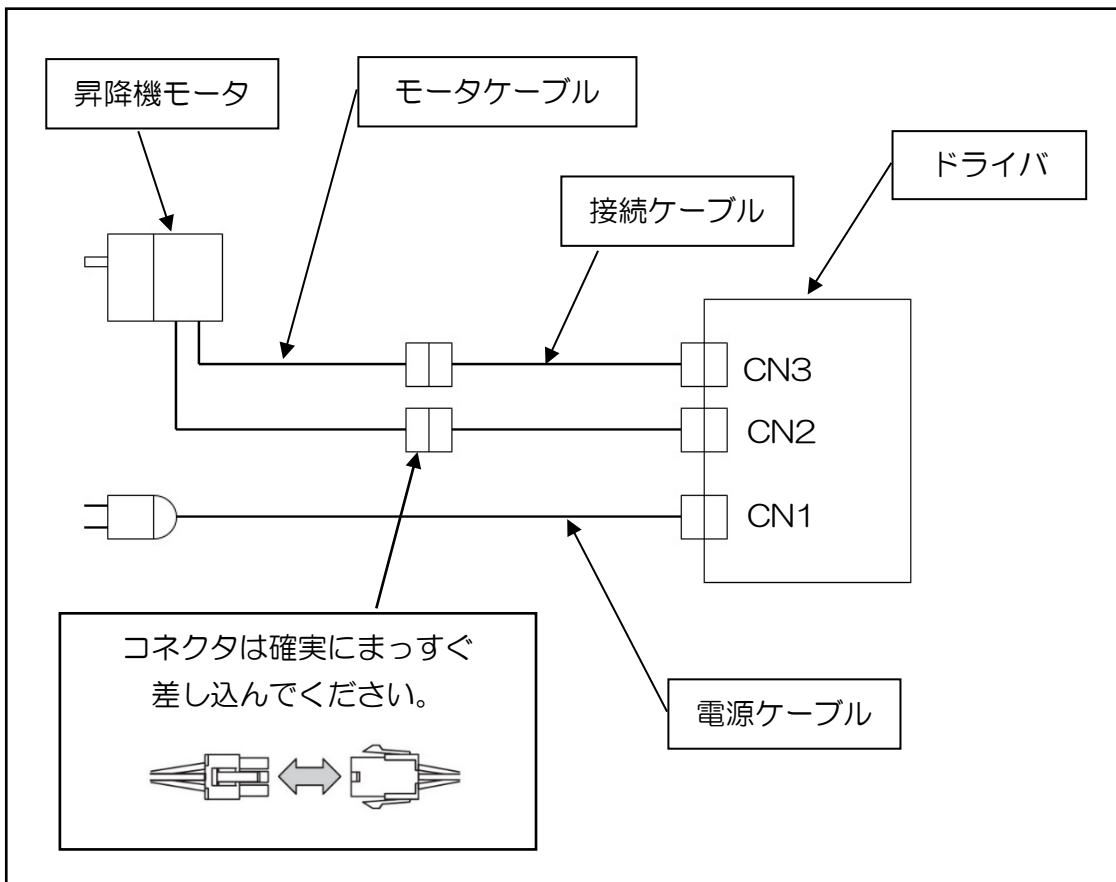 昇降機モータ
モータケーブル
ドライバ
接続ケーブル
CN3
CN2
CN1
コネクタは確実にまっすぐ
差し込んでください。
電源ケーブル